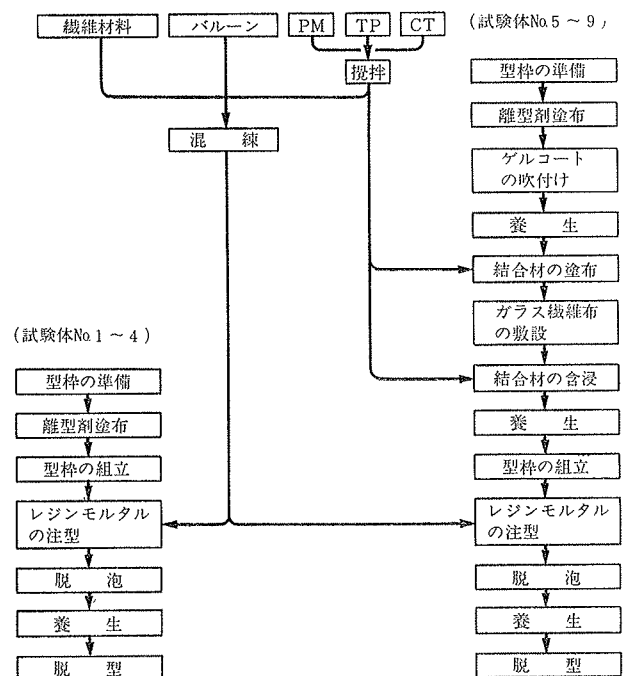 繊維材料
バルーン
PM
TP
CT
攪拌
混　練
(試験体No.5 ～ 9)
型枠の準備
離型剤塗布
ゲルコート
の吹付け
養　生
結合材の塗布
ガラス繊維布
の敷設
結合材の含浸
養　生
型枠の組立
レジンモルタル
の注型
脱　泡
養　生
脱　型
(試験体No.1 ～ 4)
型枠の準備
離型剤塗布
型枠の組立
レジンモルタル
の注型
脱　泡
養　生
脱　型